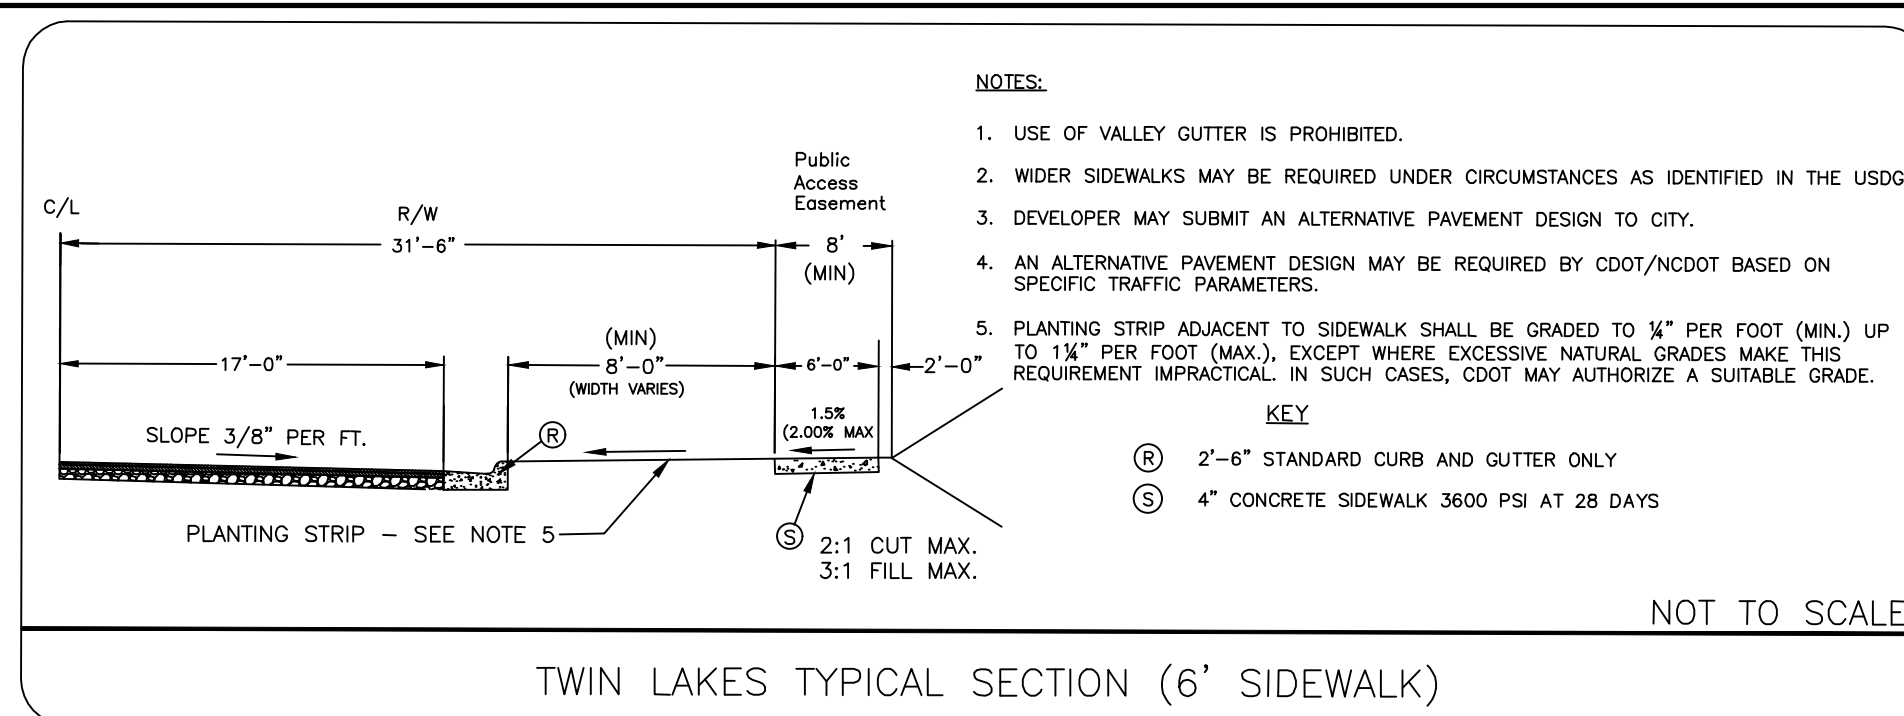 NOTES:
1. USE OF VALLEY GUTTER IS PROHIBITED.
2. WIDER SIDEWALKS MAY BE REQUIRED UNDER CIRCUMSTANCES AS IDENTIFIED IN THE USDG
3. DEVELOPER MAY SUBMIT AN ALTERNATIVE PAVEMENT DESIGN TO CITY.
4. AN ALTERNATIVE PAVEMENT DESIGN MAY BE REQUIRED BY CDOT/NCDOT BASED ON
SPECIFIC TRAFFIC PARAMETERS.
5. PLANTING STRIP ADJACENT TO SIDEWALK SHALL BE GRADED TO ¼" PER FOOT (MIN.) UP
TO 1¼" PER FOOT (MAX.), EXCEPT WHERE EXCESSIVE NATURAL GRADES MAKE THIS
REQUIREMENT IMPRACTICAL. IN SUCH CASES, CDOT MAY AUTHORIZE A SUITABLE GRADE.
Public
Access
Easement
C/L
R/W
31'-6"
8'
(MIN)
(MIN)
17'-0"
8'-0"
6'-0"
2'-0"
(WIDTH VARIES)
1.5%
(2.00% MAX
SLOPE 3/8" PER FT.
R
PLANTING STRIP - SEE NOTE 5
S
2:1 CUT MAX.
3:1 FILL MAX.
KEY
R 2'-6" STANDARD CURB AND GUTTER ONLY
S 4" CONCRETE SIDEWALK 3600 PSI AT 28 DAYS
NOT TO SCALE
TWIN LAKES TYPICAL SECTION (6' SIDEWALK)